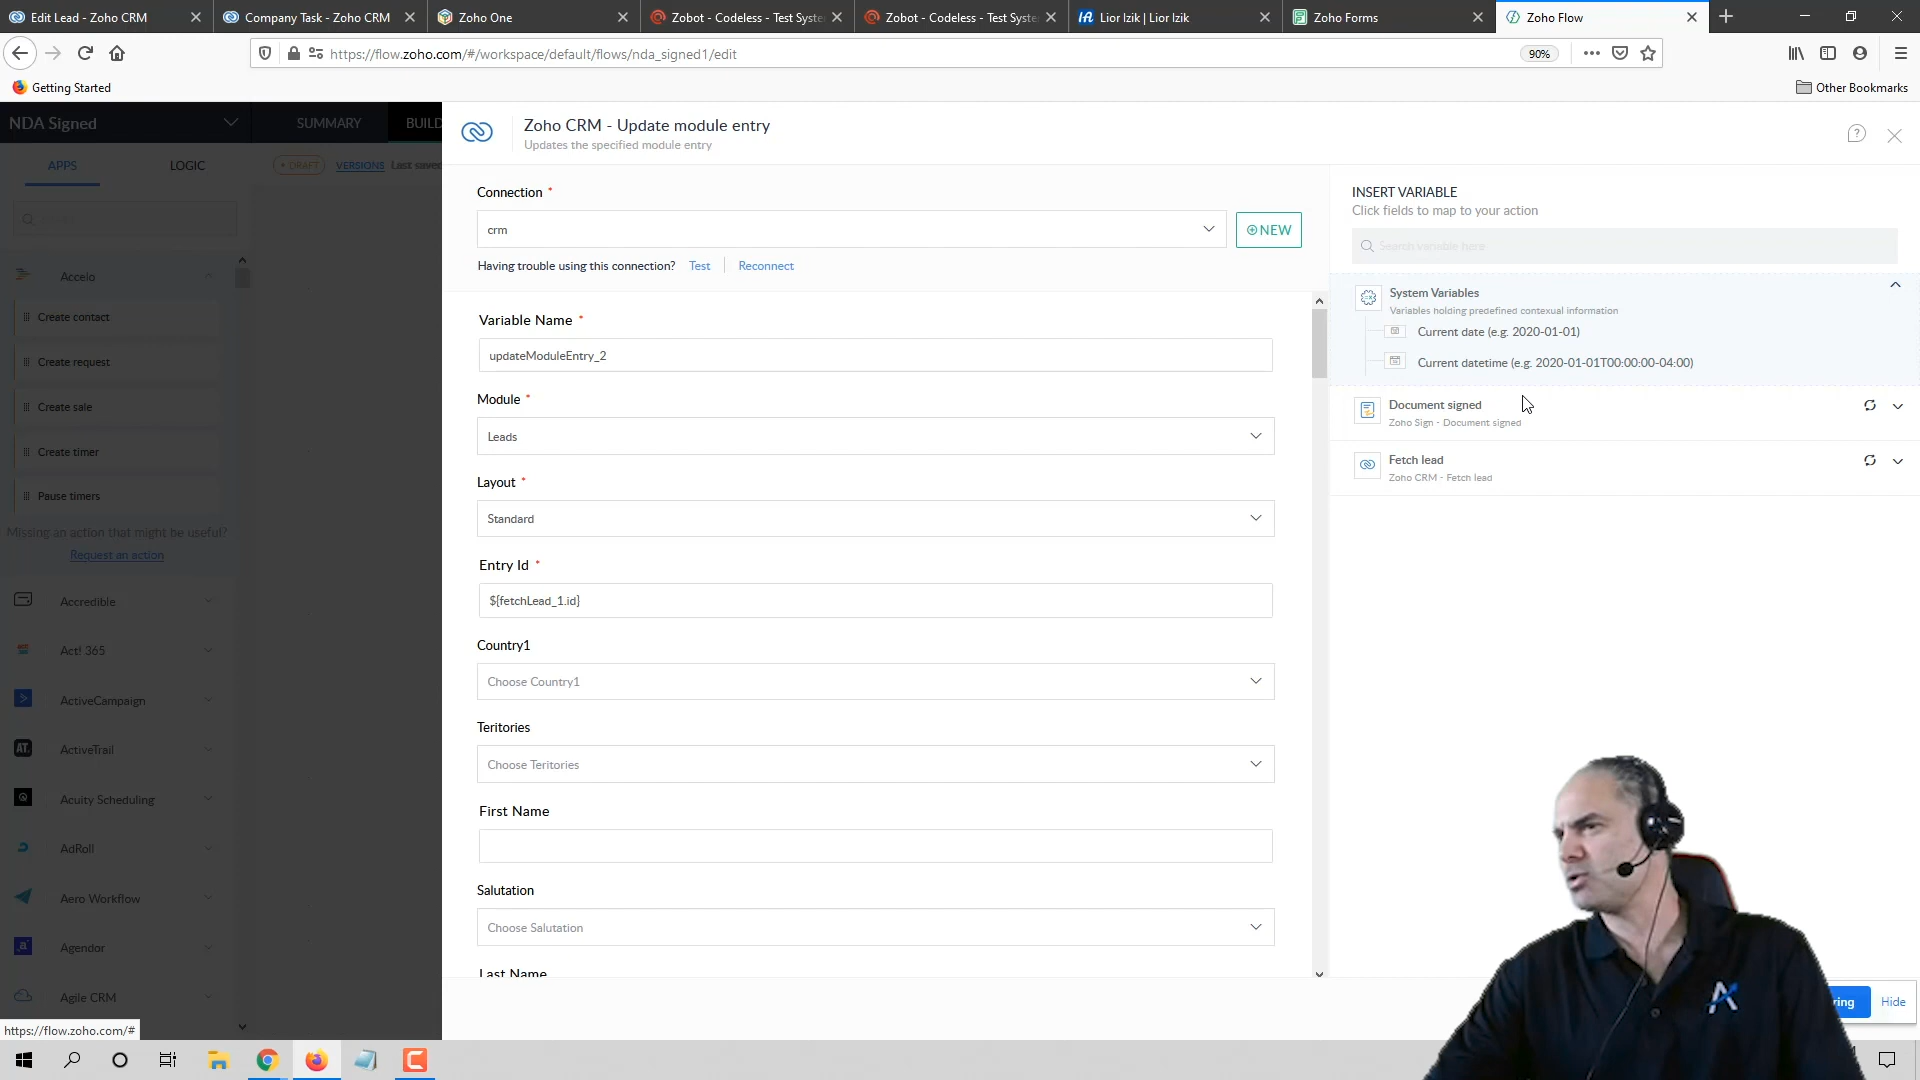 Edit Lead - Zoho CRM
Company Task - Zoho CRM
Zoho One
Zobot - Codeless - Test Syste
Zobot - Codeless - Test Syste
Lior Izik | Lior Izik
Zoho Forms
Zoho Flow
https://flow.zoho.com/#/workspace/default/flows/nda_signed1/edit
90%
Getting Started
Other Bookmarks
NDA Signed
SUMMARY
BUILD
APPS
LOGIC
DRAFT
VERSIONS
Last saved
Accelo
Create contact
Create request
Create sale
Create timer
Pause timers
Missing an action that might be useful?
Request an action
Accredible
Act! 365
ActiveCampaign
ActiveTrail
Acuity Scheduling
AdRoll
Aero Workflow
Agendor
Agile CRM
https://flow.zoho.com/#
Zoho CRM - Update module entry
Updates the specified module entry
Connection *
crm
NEW
Having trouble using this connection? Test | Reconnect
Variable Name *
updateModuleEntry_2
Module *
Leads
Layout *
Standard
Entry Id *
${fetchLead_1.id}
Country1
Choose Country1
Teritories
Choose Teritories
First Name
Salutation
Choose Salutation
Last Name
INSERT VARIABLE
Click fields to map to your action
Search variable here
System Variables
Variables holding predefined contexual information
Current date (e.g. 2020-01-01)
Current datetime (e.g. 2020-01-01T00:00:00-04:00)
Document signed
Zoho Sign - Document signed
Fetch lead
Zoho CRM - Fetch lead
ring
Hide